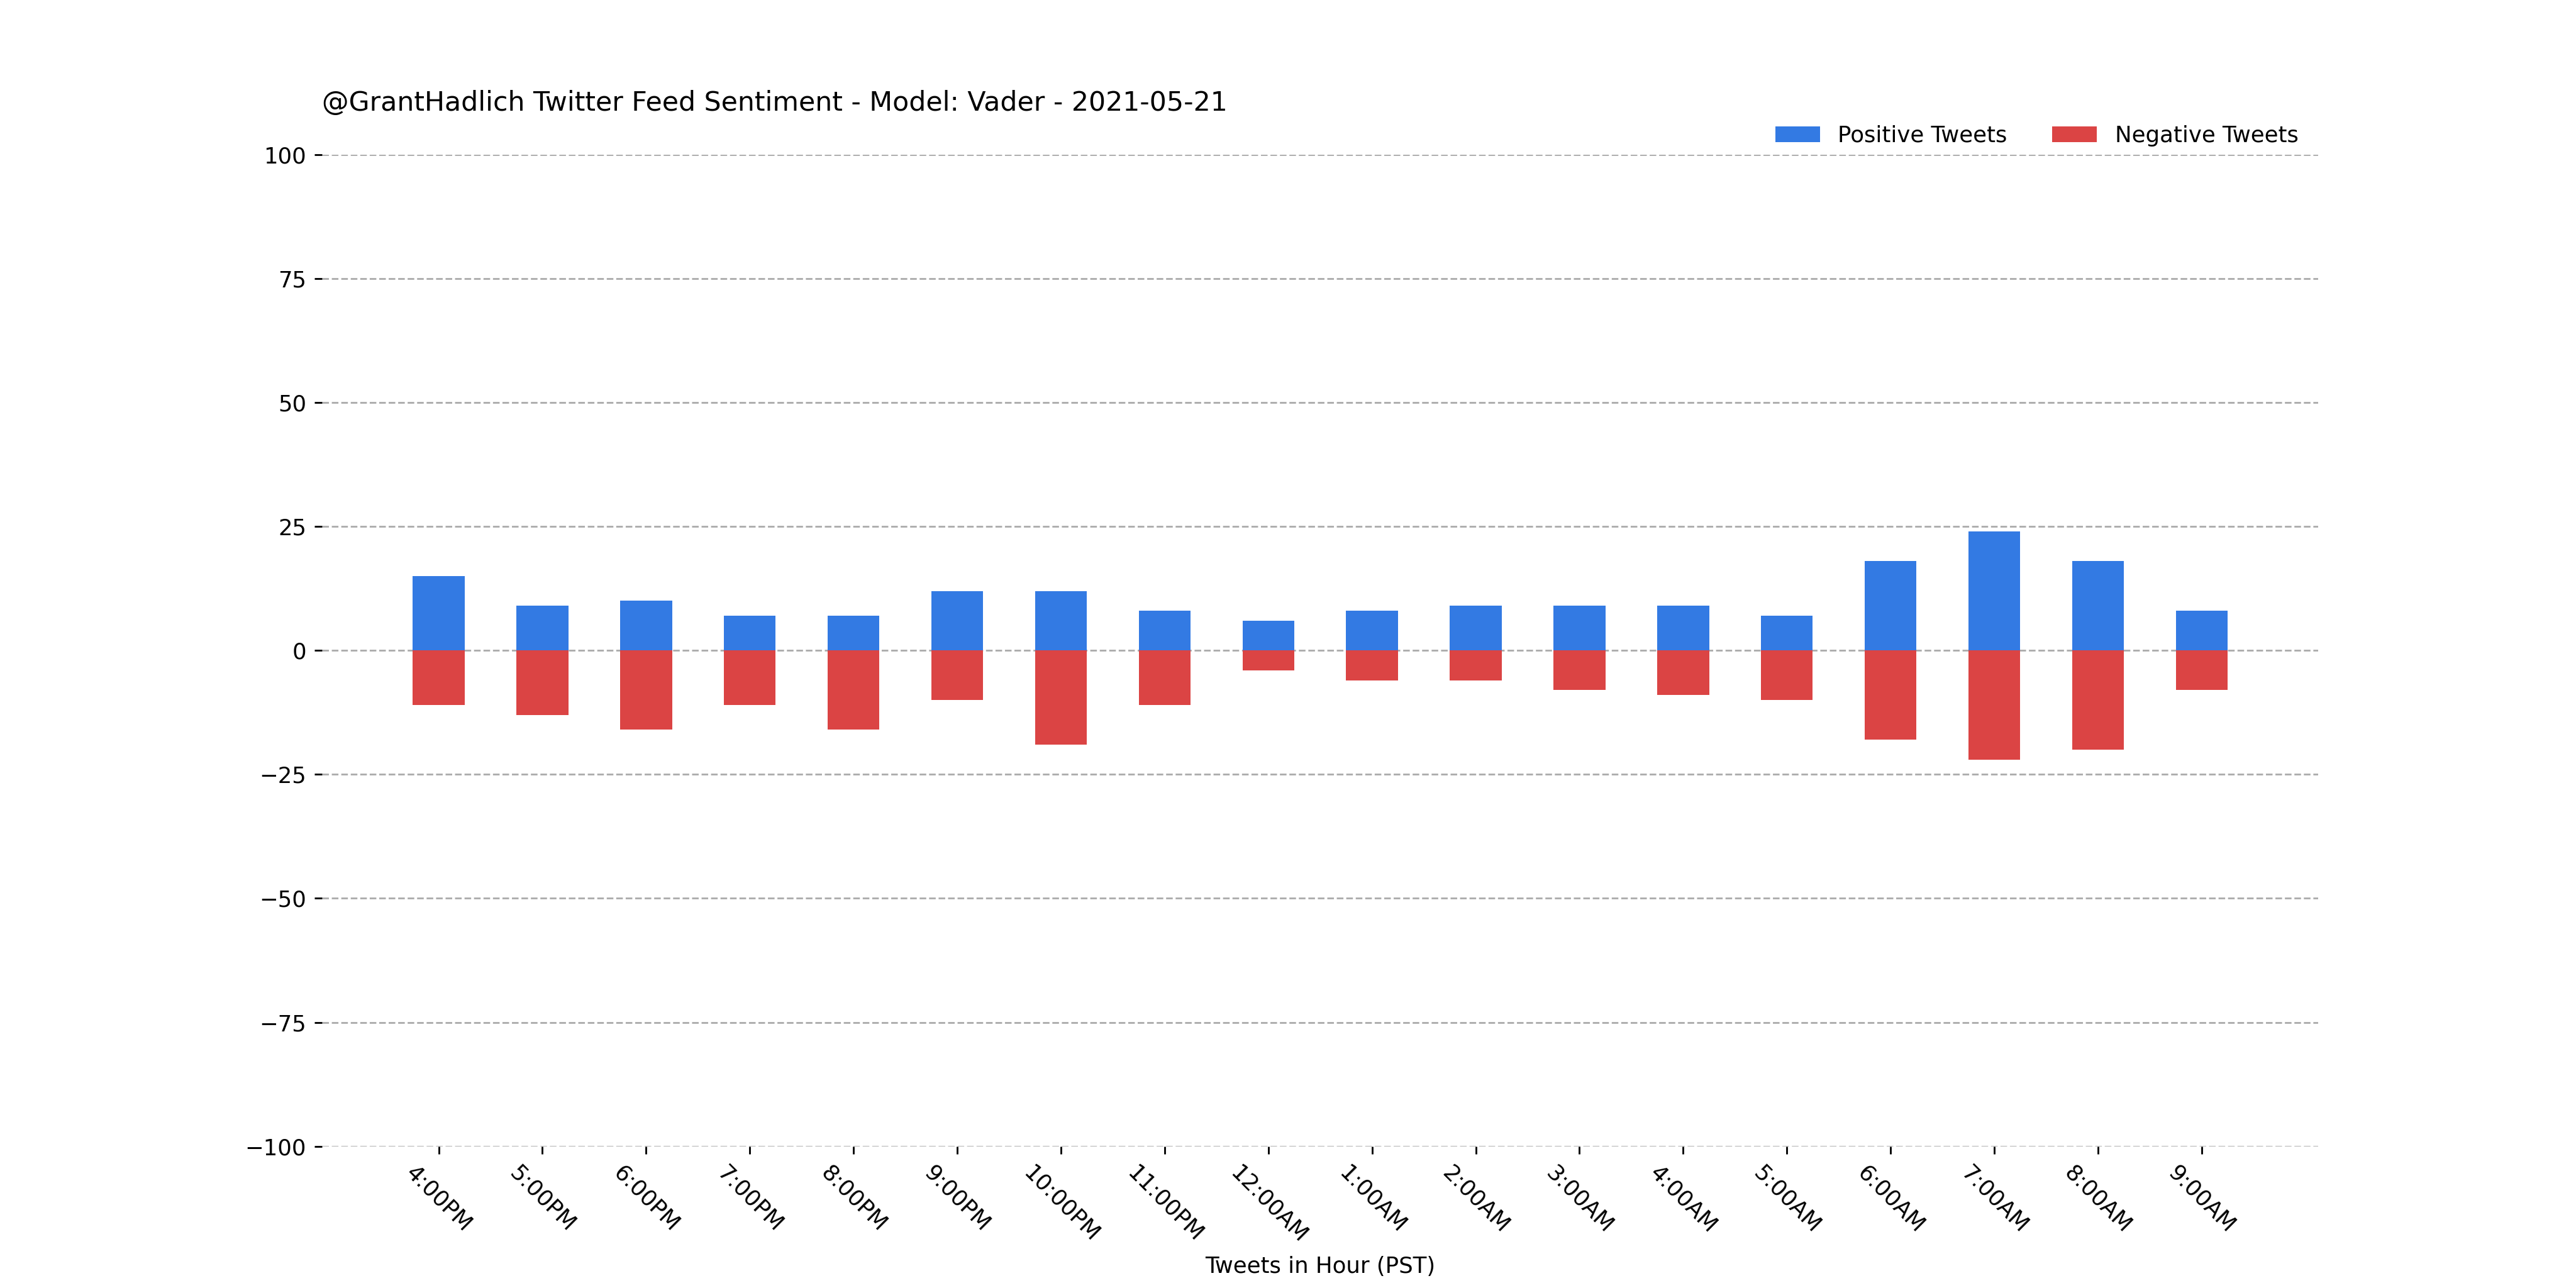 @GrantHadlich Twitter Feed Sentiment - Model: Vader - 2021-05-21
Positive Tweets
Negative Tweets
100
75
50
25
0
−25
−50
−75
−100
4:00PM
5:00PM
6:00PM
7:00PM
8:00PM
9:00PM
10:00PM
11:00PM
12:00AM
1:00AM
2:00AM
3:00AM
4:00AM
5:00AM
6:00AM
7:00AM
8:00AM
9:00AM
Tweets in Hour (PST)